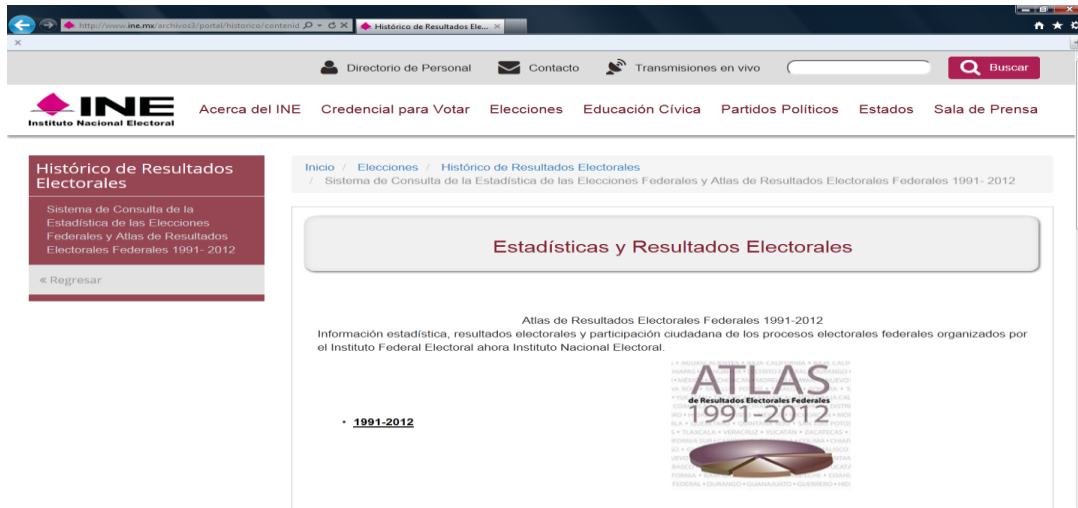 http://www.ine.mx/archivos3/portal/historico/contenid
Histórico de Resultados Ele...
Directorio de Personal
Contacto
Transmisiones en vivo
Buscar
INE
Instituto Nacional Electoral
Acerca del INE
Credencial para Votar
Elecciones
Educación Cívica
Partidos Políticos
Estados
Sala de Prensa
Histórico de Resultados
Electorales
Sistema de Consulta de la
Estadística de las Elecciones
Federales y Atlas de Resultados
Electorales Federales 1991- 2012
« Regresar
Inicio / Elecciones / Histórico de Resultados Electorales
/ Sistema de Consulta de la Estadística de las Elecciones Federales y Atlas de Resultados Electorales Federales 1991- 2012
Estadísticas y Resultados Electorales
Atlas de Resultados Electorales Federales 1991-2012
Información estadística, resultados electorales y participación ciudadana de los procesos electorales federales organizados por
el Instituto Federal Electoral ahora Instituto Nacional Electoral.
• 1991-2012
ATLAS
de Resultados Electorales Federales
1991-2012